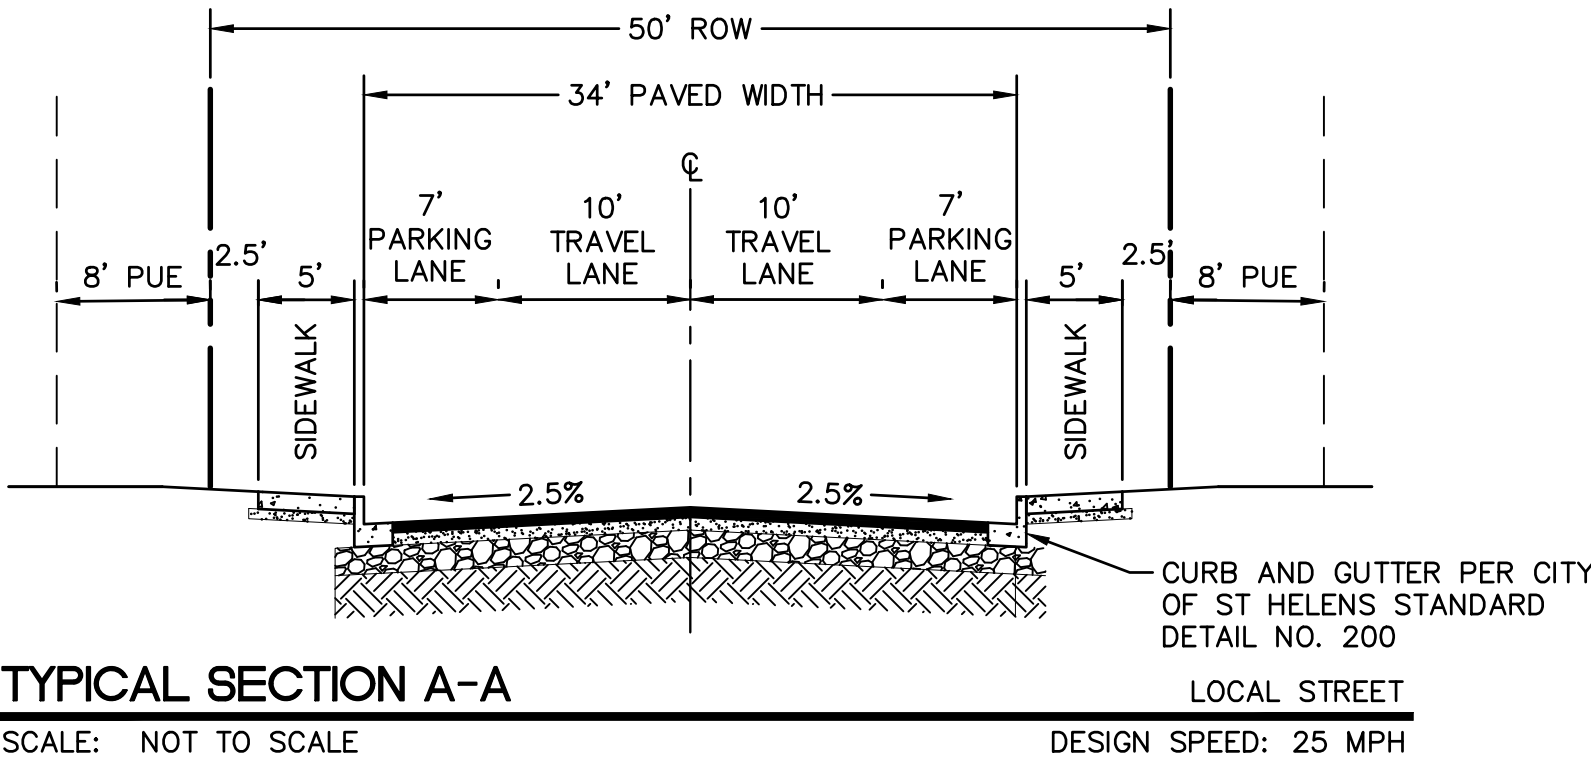 50' ROW
34' PAVED WIDTH
℄
7'
PARKING
LANE
10'
TRAVEL
LANE
10'
TRAVEL
LANE
7'
PARKING
LANE
8' PUE
2.5'
5'
SIDEWALK
2.5'
5'
SIDEWALK
8' PUE
2.5%
2.5%
CURB AND GUTTER PER CITY
OF ST HELENS STANDARD
DETAIL NO. 200
TYPICAL SECTION A-A
LOCAL STREET
SCALE: NOT TO SCALE
DESIGN SPEED: 25 MPH